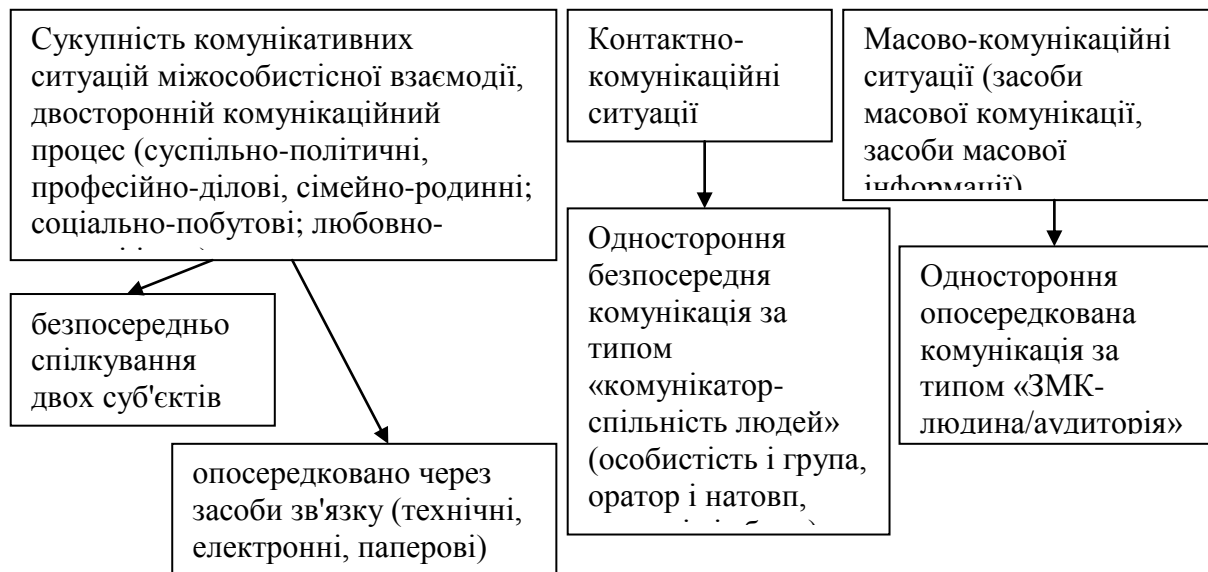 Сукупність комунікативних
ситуацій міжособистісної взаємодії,
двосторонній комунікаційний
процес (суспільно-політичні,
професійно-ділові, сімейно-родинні;
соціально-побутові; любовно-
Контактно-
комунікаційні
ситуації
Масово-комунікаційні
ситуації (засоби
масової комунікації,
засоби масової
інформації)
безпосередньо
спілкування
двох суб'єктів
опосередковано через
засоби зв'язку (технічні,
електронні, паперові)
Одностороння
безпосередня
комунікація за
типом
«комунікатор-
спільність людей»
(особистість і група,
оратор і натовп,
Одностороння
опосередкована
комунікація за
типом «ЗМК-
людина/аудиторія»